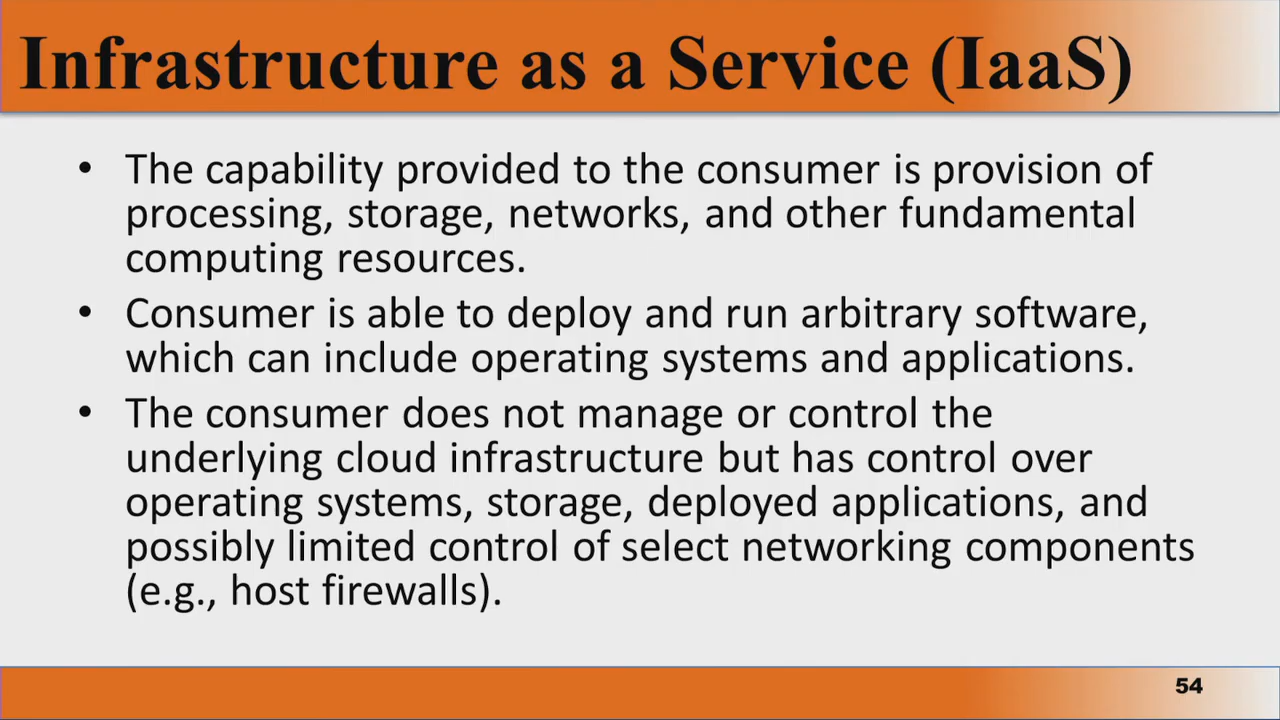 Infrastructure as a Service (IaaS)
• The capability provided to the consumer is provision of
processing, storage, networks, and other fundamental
computing resources.
• Consumer is able to deploy and run arbitrary software,
which can include operating systems and applications.
• The consumer does not manage or control the
underlying cloud infrastructure but has control over
operating systems, storage, deployed applications, and
possibly limited control of select networking components
(e.g., host firewalls).
54